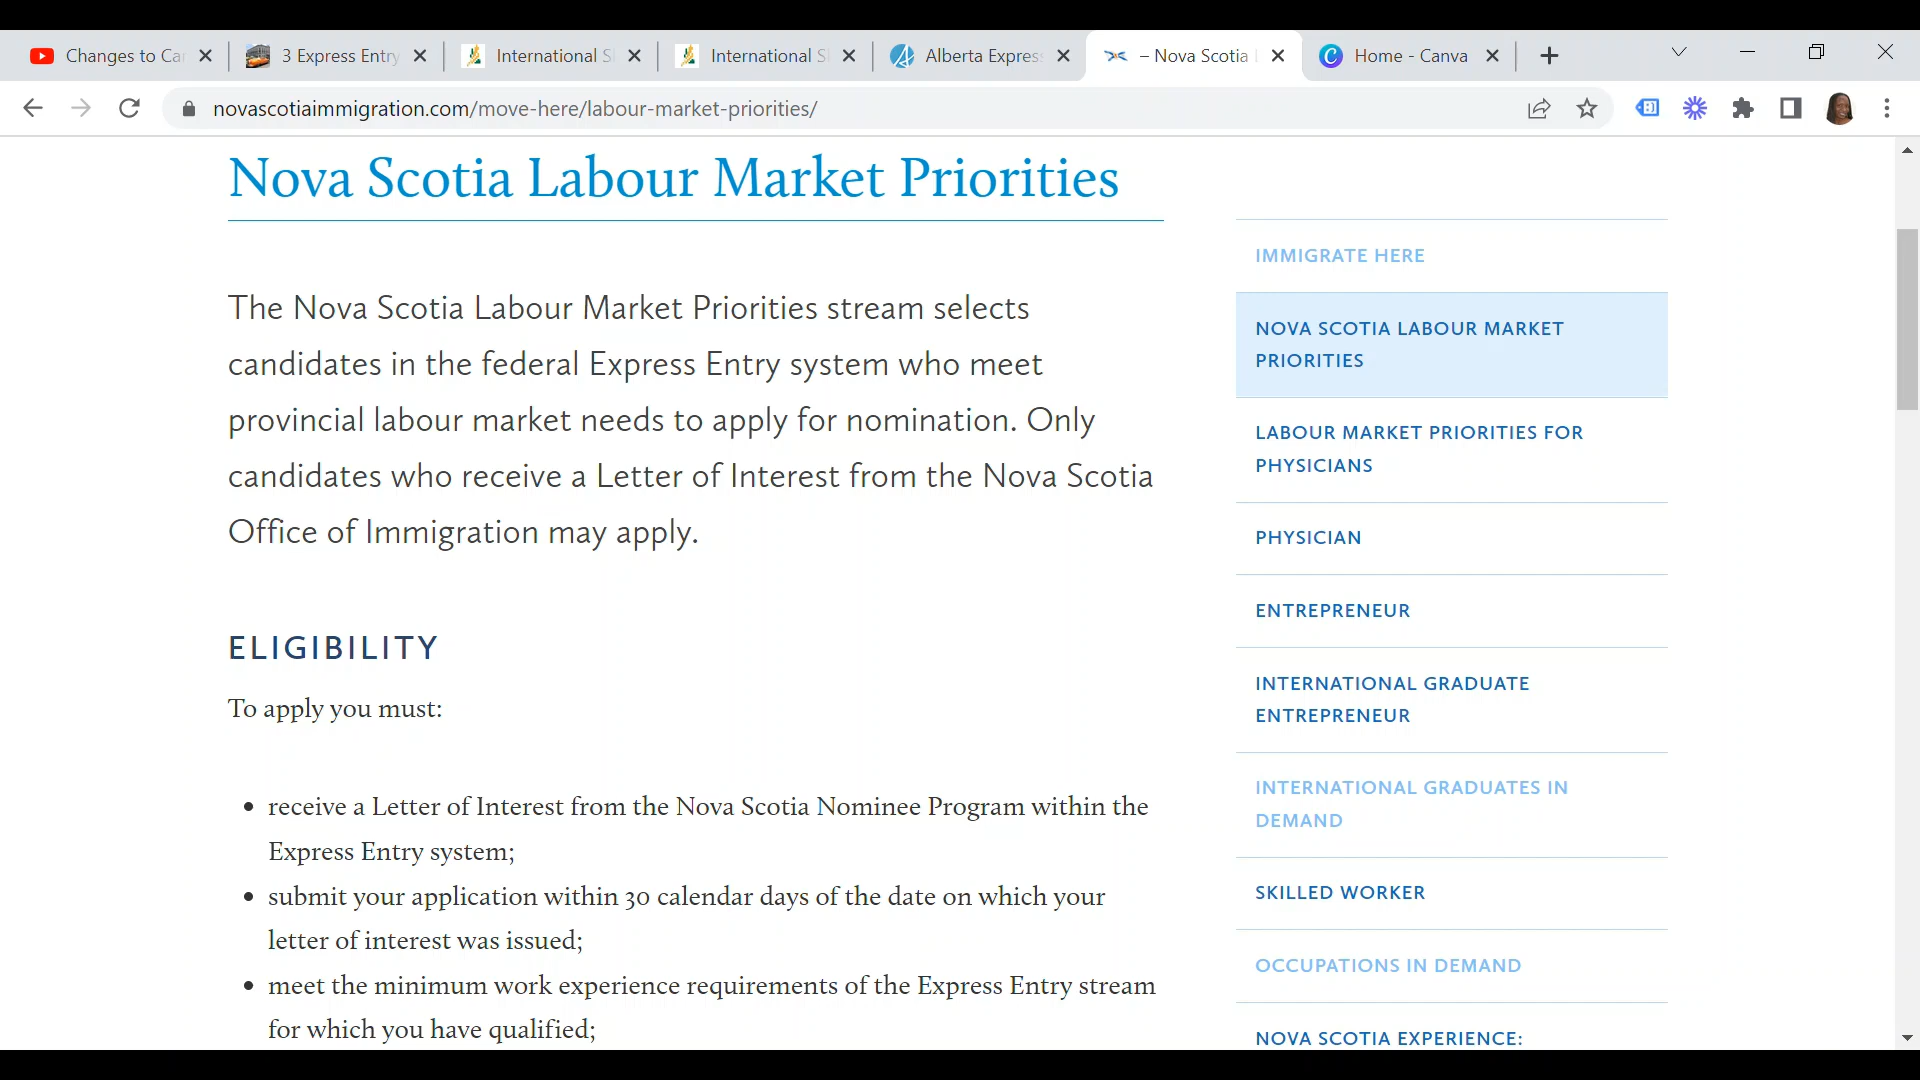 Changes to Car
3 Express Entry
International S
International S
Alberta Express
– Nova Scotia
Home - Canva
novascotiaimmigration.com/move-here/labour-market-priorities/
Nova Scotia Labour Market Priorities
The Nova Scotia Labour Market Priorities stream selects
candidates in the federal Express Entry system who meet
provincial labour market needs to apply for nomination. Only
candidates who receive a Letter of Interest from the Nova Scotia
Office of Immigration may apply.
ELIGIBILITY
To apply you must:
• receive a Letter of Interest from the Nova Scotia Nominee Program within the
Express Entry system;
• submit your application within 30 calendar days of the date on which your
letter of interest was issued;
• meet the minimum work experience requirements of the Express Entry stream
for which you have qualified;
IMMIGRATE HERE
NOVA SCOTIA LABOUR MARKET
PRIORITIES
LABOUR MARKET PRIORITIES FOR
PHYSICIANS
PHYSICIAN
ENTREPRENEUR
INTERNATIONAL GRADUATE
ENTREPRENEUR
INTERNATIONAL GRADUATES IN
DEMAND
SKILLED WORKER
OCCUPATIONS IN DEMAND
NOVA SCOTIA EXPERIENCE: